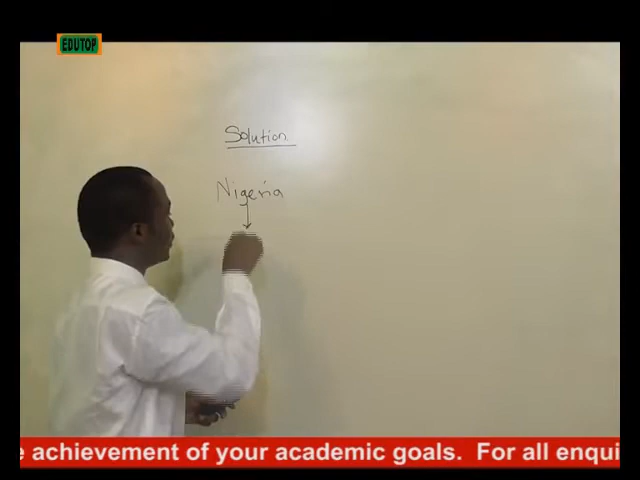 EDUTOP
Solution
Nigeria
achievement of your academic goals. For all enqui